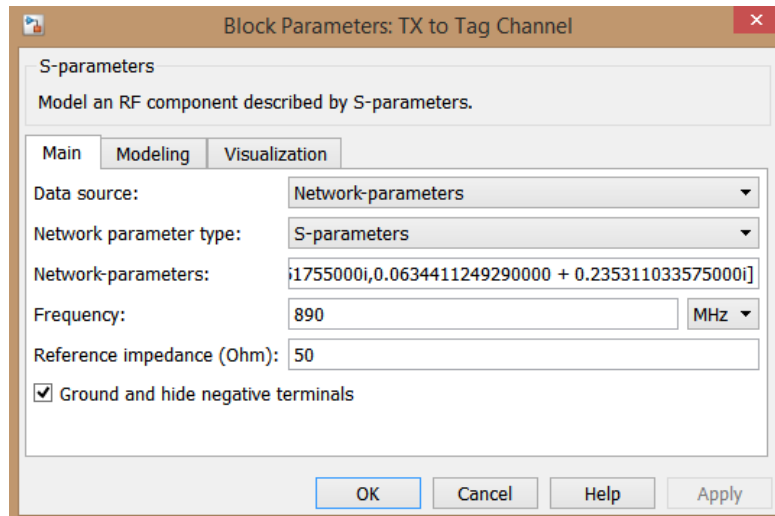 Block Parameters: TX to Tag Channel
S-parameters
Model an RF component described by S-parameters.
Main Modeling Visualization
Data source: Network-parameters
Network parameter type: S-parameters
Network-parameters: 51755000i,0.0634411249290000 + 0.235311033575000i]
Frequency: 890 MHz
Reference impedance (Ohm): 50
Ground and hide negative terminals
OK Cancel Help Apply